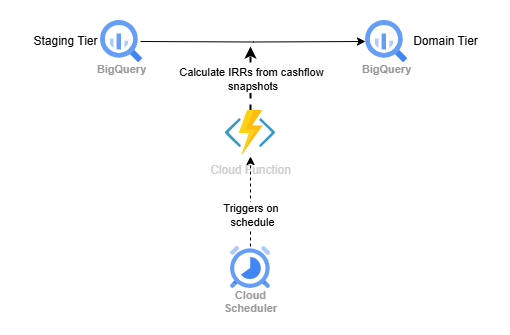 Staging Tier
Domain Tier
BigQuery
BigQuery
Calculate IRRs from cashflow
snapshots
Cloud Function
Triggers on
schedule
Cloud
Scheduler